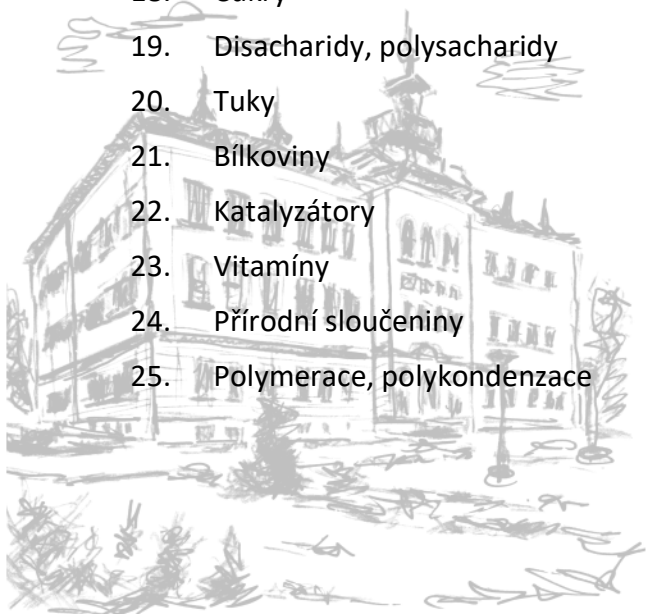 19. Disacharidy, polysacharidy
20. Tuky
21. Bílkoviny
22. Katalyzátory
23. Vitamíny
24. Přírodní sloučeniny
25. Polymerace, polykondenzace